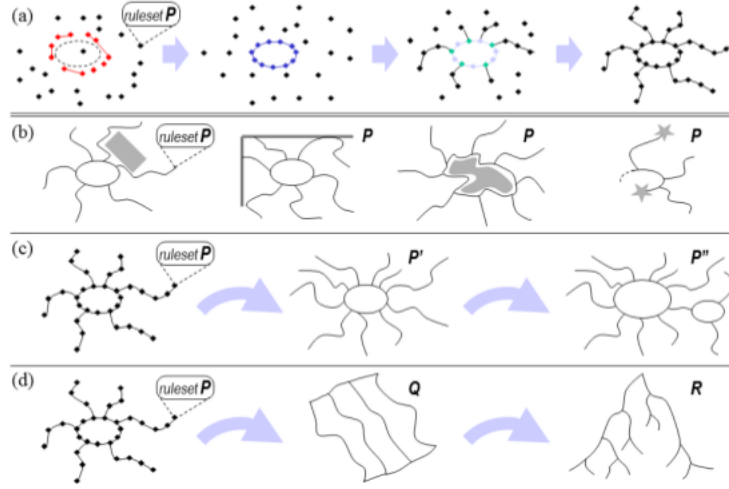 (a) ruleset P
(b) ruleset P P P P
(c) ruleset P P' P"
(d) ruleset P Q R